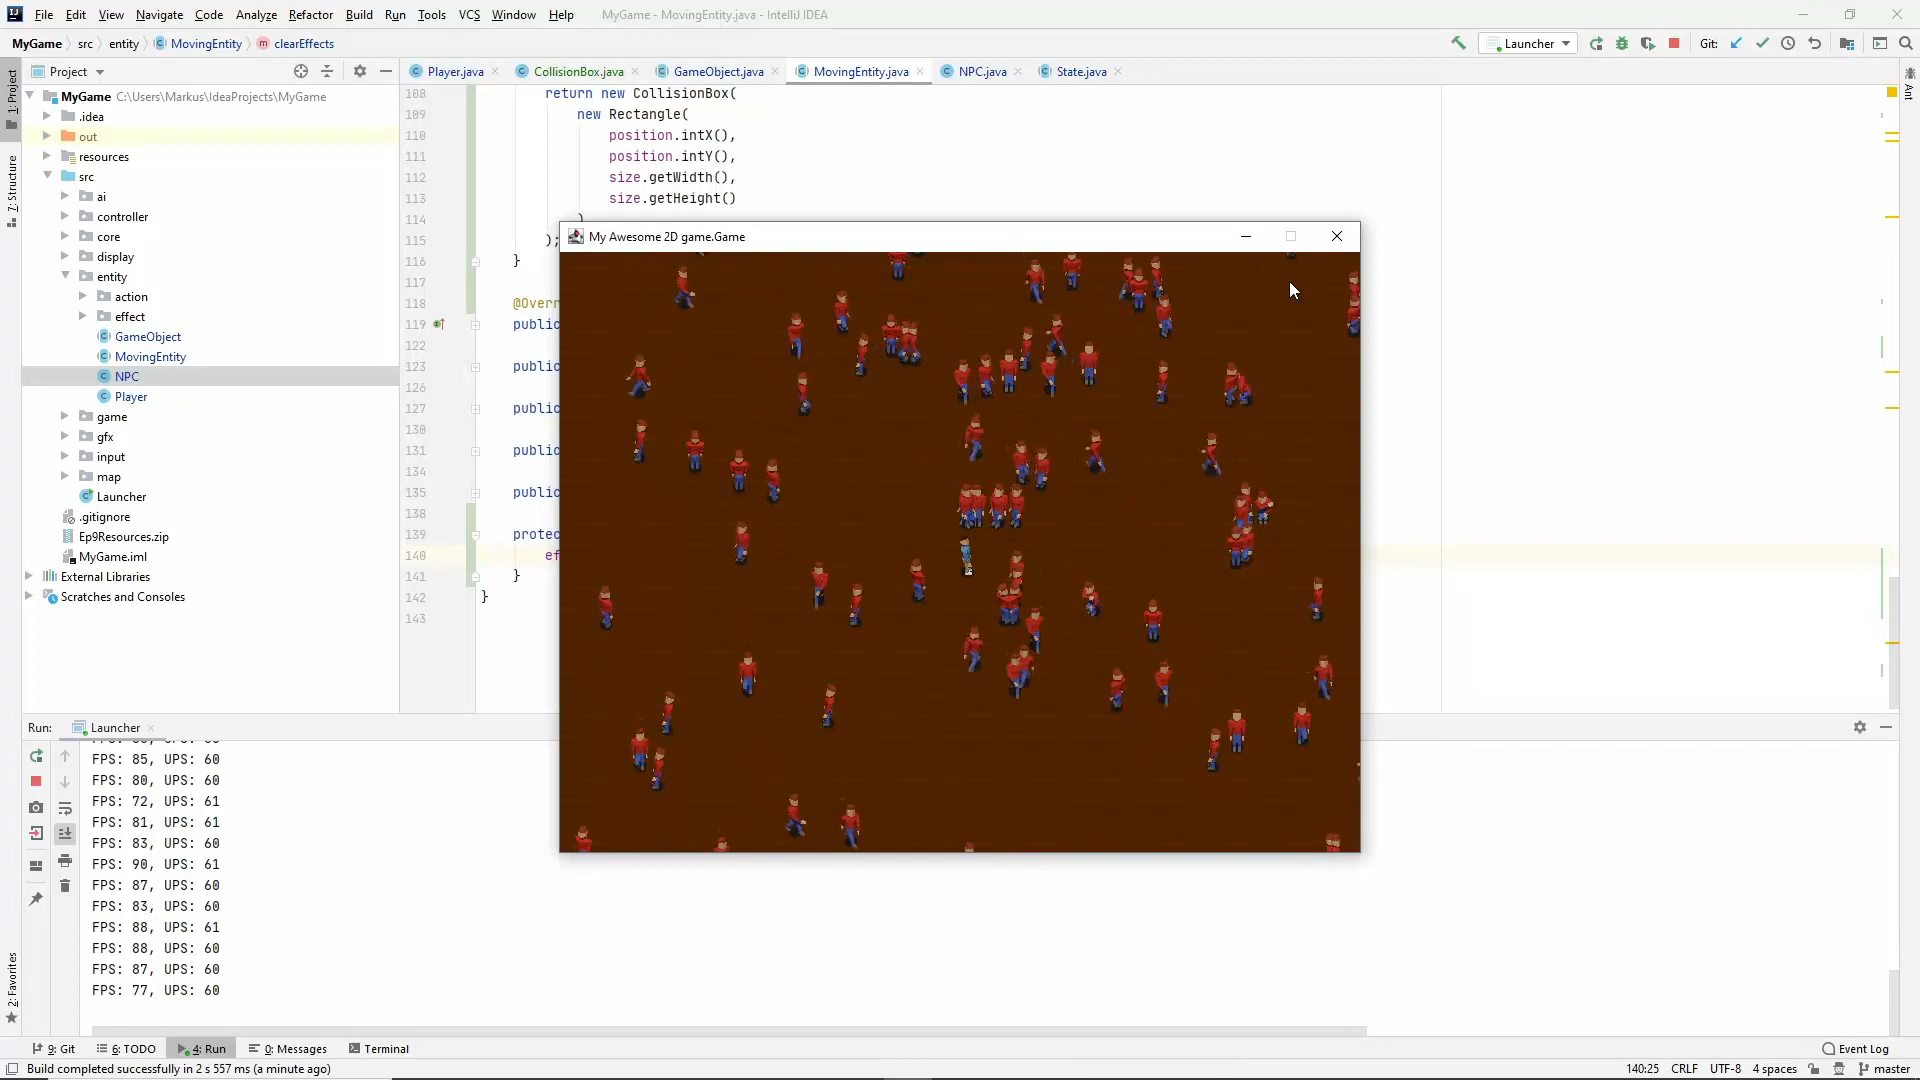 File Edit View Navigate Code Analyze Refactor Build Run Tools VCS Window Help MyGame - MovingEntity.java - IntelliJ IDEA
MyGame src entity MovingEntity clearEffects Launcher Git:
Project Player.java CollisionBox.java GameObject.java MovingEntity.java NPC.java State.java
1: Project
7: Structure
2: Favorites
Ant
MyGame C:\Users\Markus\IdeaProjects\MyGame
.idea
out
resources
src
ai
controller
core
display
entity
action
effect
GameObject
MovingEntity
NPC
Player
game
gfx
input
map
Launcher
.gitignore
Ep9Resources.zip
MyGame.iml
External Libraries
Scratches and Consoles
108 return new CollisionBox(
109 new Rectangle(
110 position.intX(),
111 position.intY(),
112 size.getWidth(),
113 size.getHeight()
114 )
115 );
116 }
117
118 @Overr
119 public
122
123 public
126
127 public
130
131 public
134
135 public
138
139 protec
140 ef
141 }
142 }
143
My Awesome 2D game.Game
Run: Launcher
FPS: 85, UPS: 60
FPS: 80, UPS: 60
FPS: 72, UPS: 61
FPS: 81, UPS: 61
FPS: 83, UPS: 60
FPS: 90, UPS: 61
FPS: 87, UPS: 60
FPS: 83, UPS: 60
FPS: 88, UPS: 61
FPS: 88, UPS: 60
FPS: 87, UPS: 60
FPS: 77, UPS: 60
9: Git 6: TODO 4: Run 0: Messages Terminal Event Log
Build completed successfully in 2 s 557 ms (a minute ago) 140:25 CRLF UTF-8 4 spaces master